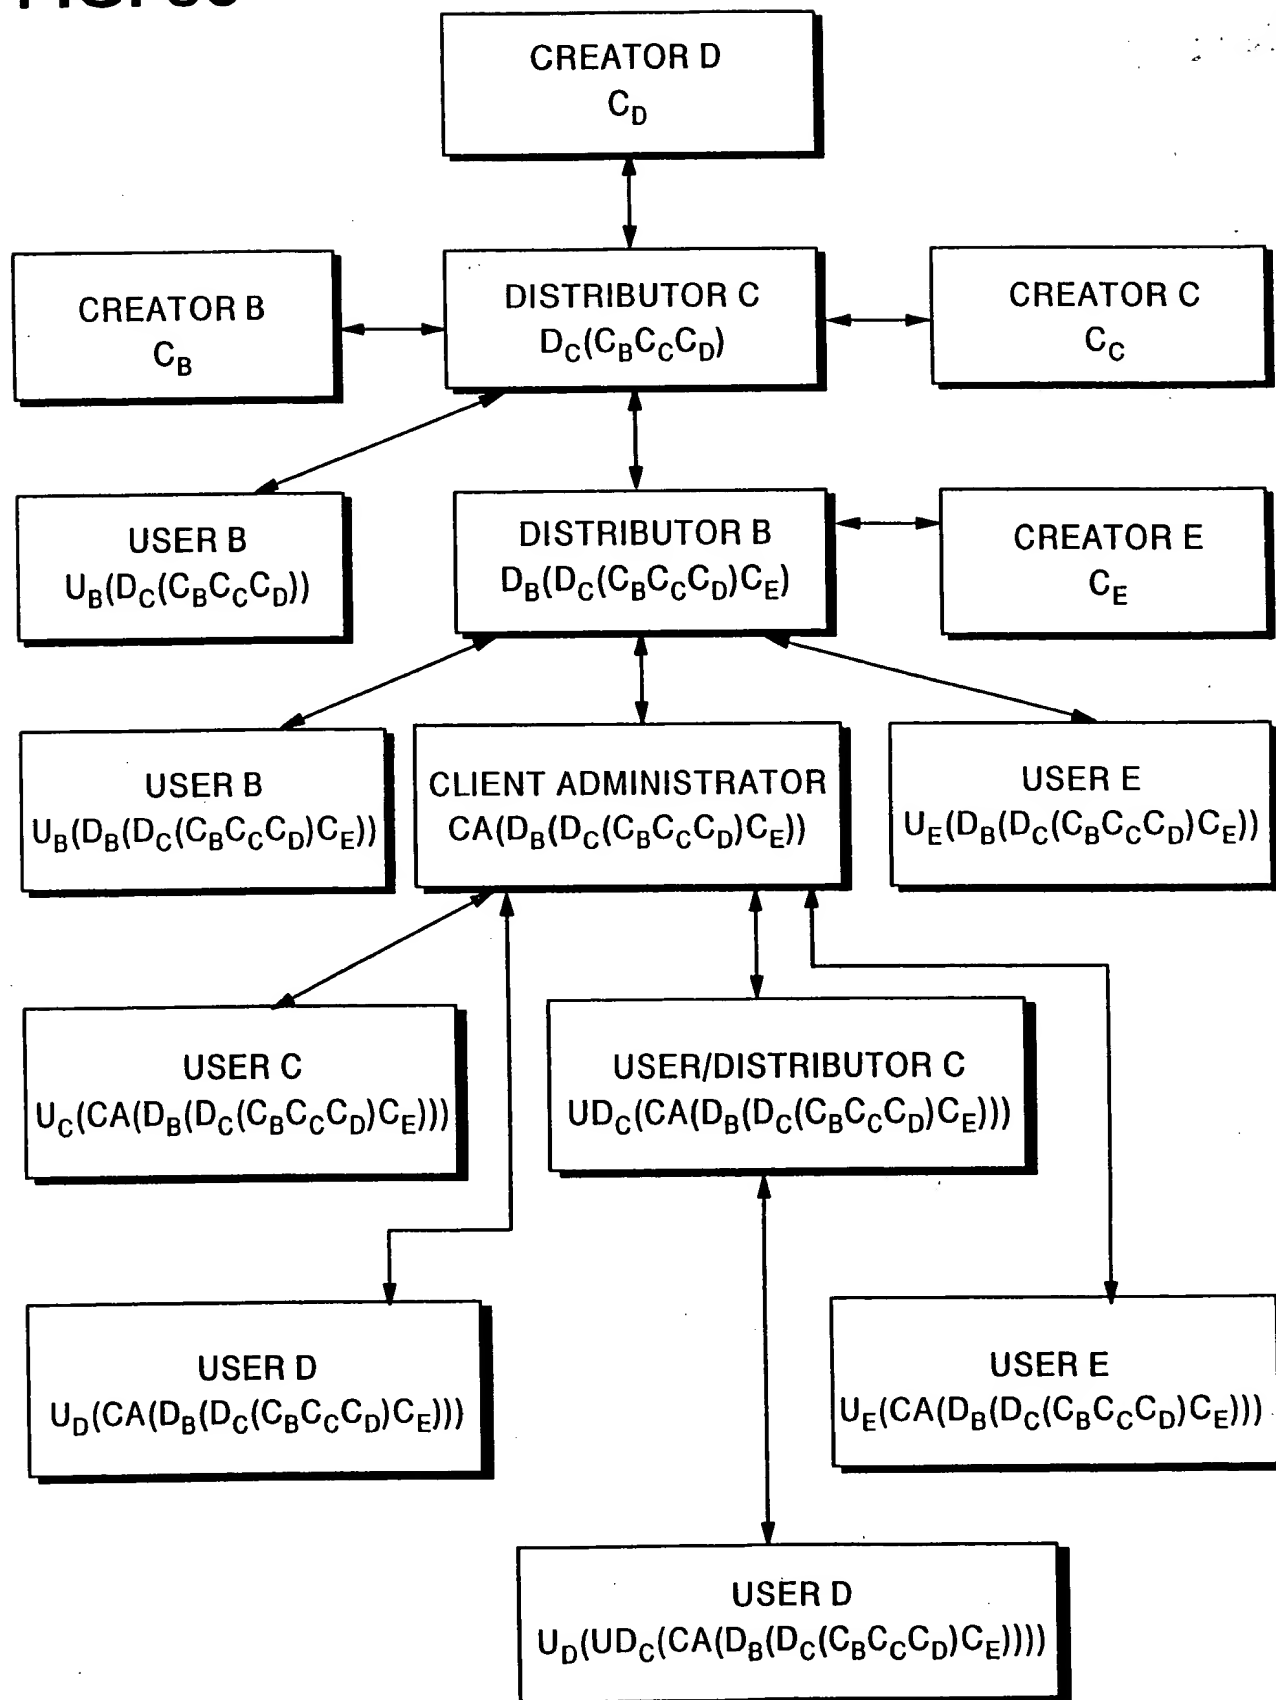 CREATOR D
C_D
CREATOR B
C_B
DISTRIBUTOR C
D_C(C_BC_CC_D)
CREATOR C
C_C
USER B
U_B(D_C(C_BC_CC_D))
DISTRIBUTOR B
D_B(D_C(C_BC_CC_D)C_E)
CREATOR E
C_E
USER B
U_B(D_B(D_C(C_BC_CC_D)C_E))
CLIENT ADMINISTRATOR
CA(D_B(D_C(C_BC_CC_D)C_E))
USER E
U_E(D_B(D_C(C_BC_CC_D)C_E))
USER C
U_C(CA(D_B(D_C(C_BC_CC_D)C_E)))
USER/DISTRIBUTOR C
UD_C(CA(D_B(D_C(C_BC_CC_D)C_E)))
USER D
U_D(CA(D_B(D_C(C_BC_CC_D)C_E)))
USER E
U_E(CA(D_B(D_C(C_BC_CC_D)C_E)))
USER D
U_D(UD_C(CA(D_B(D_C(C_BC_CC_D)C_E))))